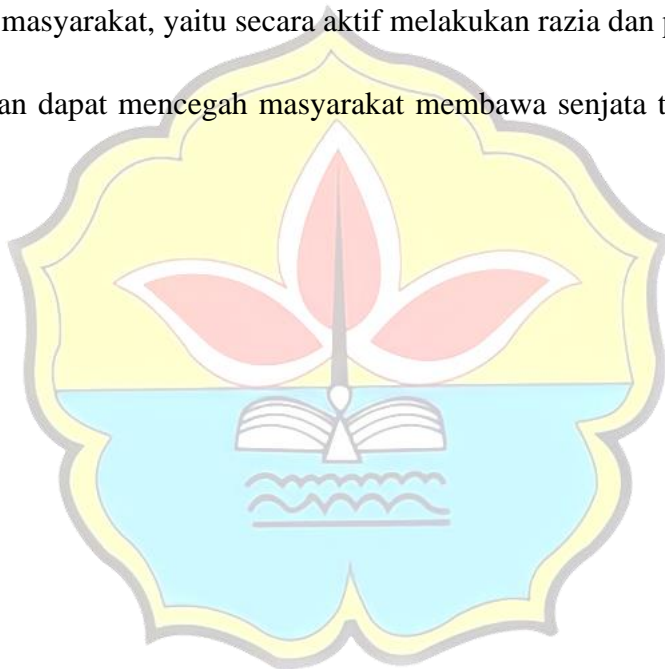 masyarakat, yaitu secara aktif melakukan razia dan
an dapat mencegah masyarakat membawa senjata t